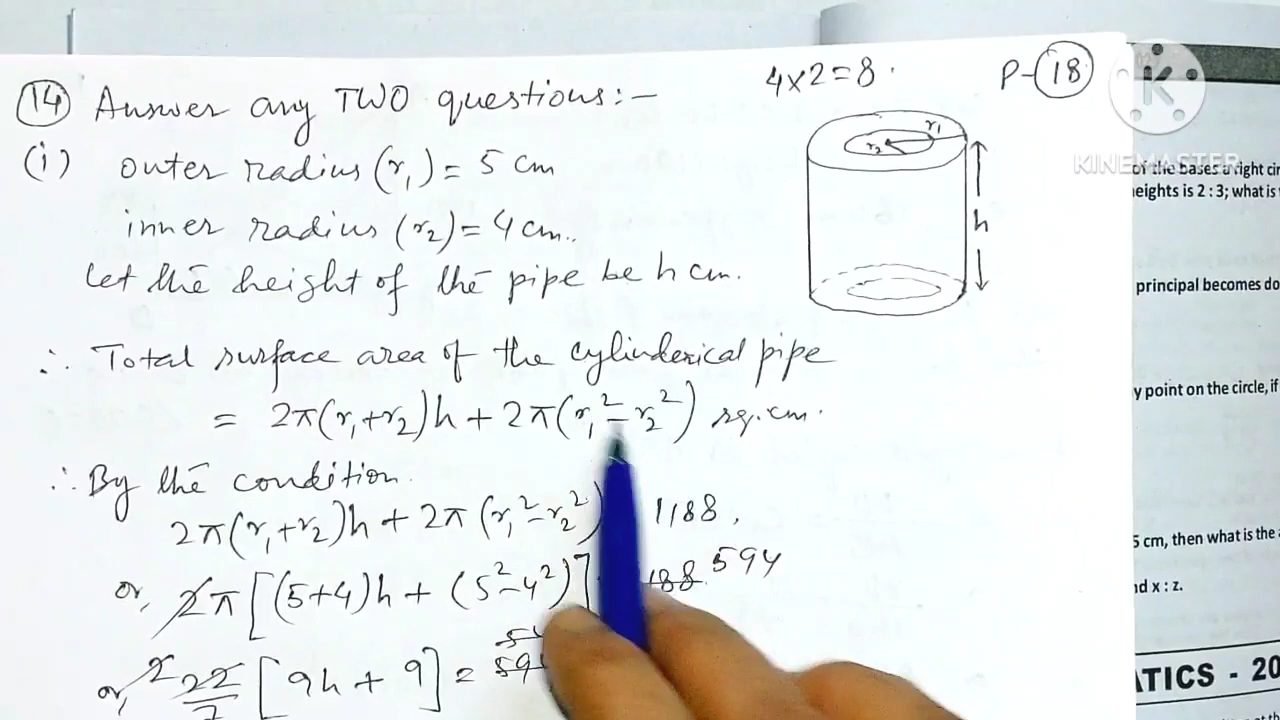 4×2=8.
P-(18)
(14) Answer any TWO questions:-
(i) outer radius (r₁) = 5 cm
inner radius (r₂) = 4 cm.
Let the height of the pipe be h cm.
r₁
r₂
h
∴ Total surface area of the cylinderical pipe
= 2π(r₁+r₂)h + 2π(r₁²-r₂²) sq.cm.
∴ By the condition.
2π(r₁+r₂)h + 2π(r₁²-r₂²) 1188,
or, 2π[(5+4)h + (5²-4²)] 1188 594
or, 2 22/7 [9h + 9] =
K
KINEMASTER
of the bases a right cir
eights is 2 : 3; what is
principal becomes do
y point on the circle, if
5 cm, then what is the
nd x : z.
ATICS - 20